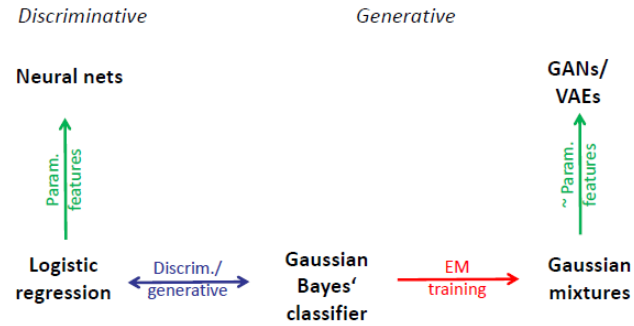 Discriminative
Generative
Neural nets
GANs/
VAEs
Param.
features
~ Param.
features
Logistic
regression
Discrim./
generative
Gaussian
Bayes‘
classifier
EM
training
Gaussian
mixtures